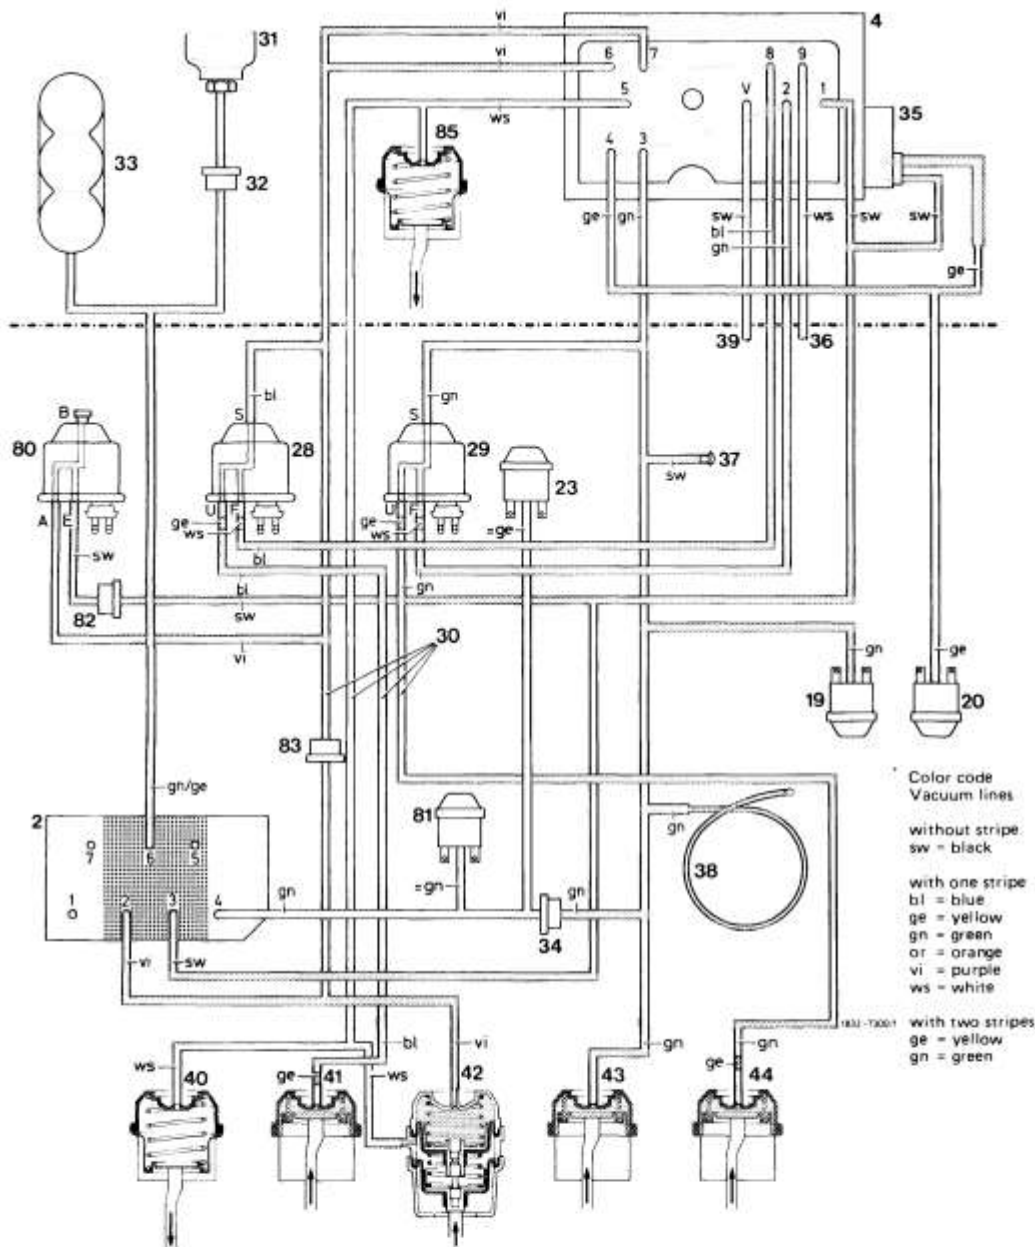 vi
31
4
vi
6
7
8
9
5
V
2
1
ws
85
35
33
4
3
32
ge
gn
sw
ws
sw
sw
bl
gn
ge
39
36
bl
S
gn
S
B
80
28
29
37
23
sw
A
E
U
F
U
F
ge
ws
ge
ws
=ge
sw
bl
gn
bl
82
sw
30
vi
gn
ge
19
20
83
gn/ge
81
2
7
6
5
gn
38
=gn
1
2
3
4
gn
gn
34
vi
sw
Color code
Vacuum lines
without stripe
sw = black
with one stripe
bl = blue
ge = yellow
gn = green
or = orange
vi = purple
ws = white
with two stripes
ge = yellow
gn = green
bl
vi
gn
gn
ws
40
ge
41
ws
42
43
ge
44